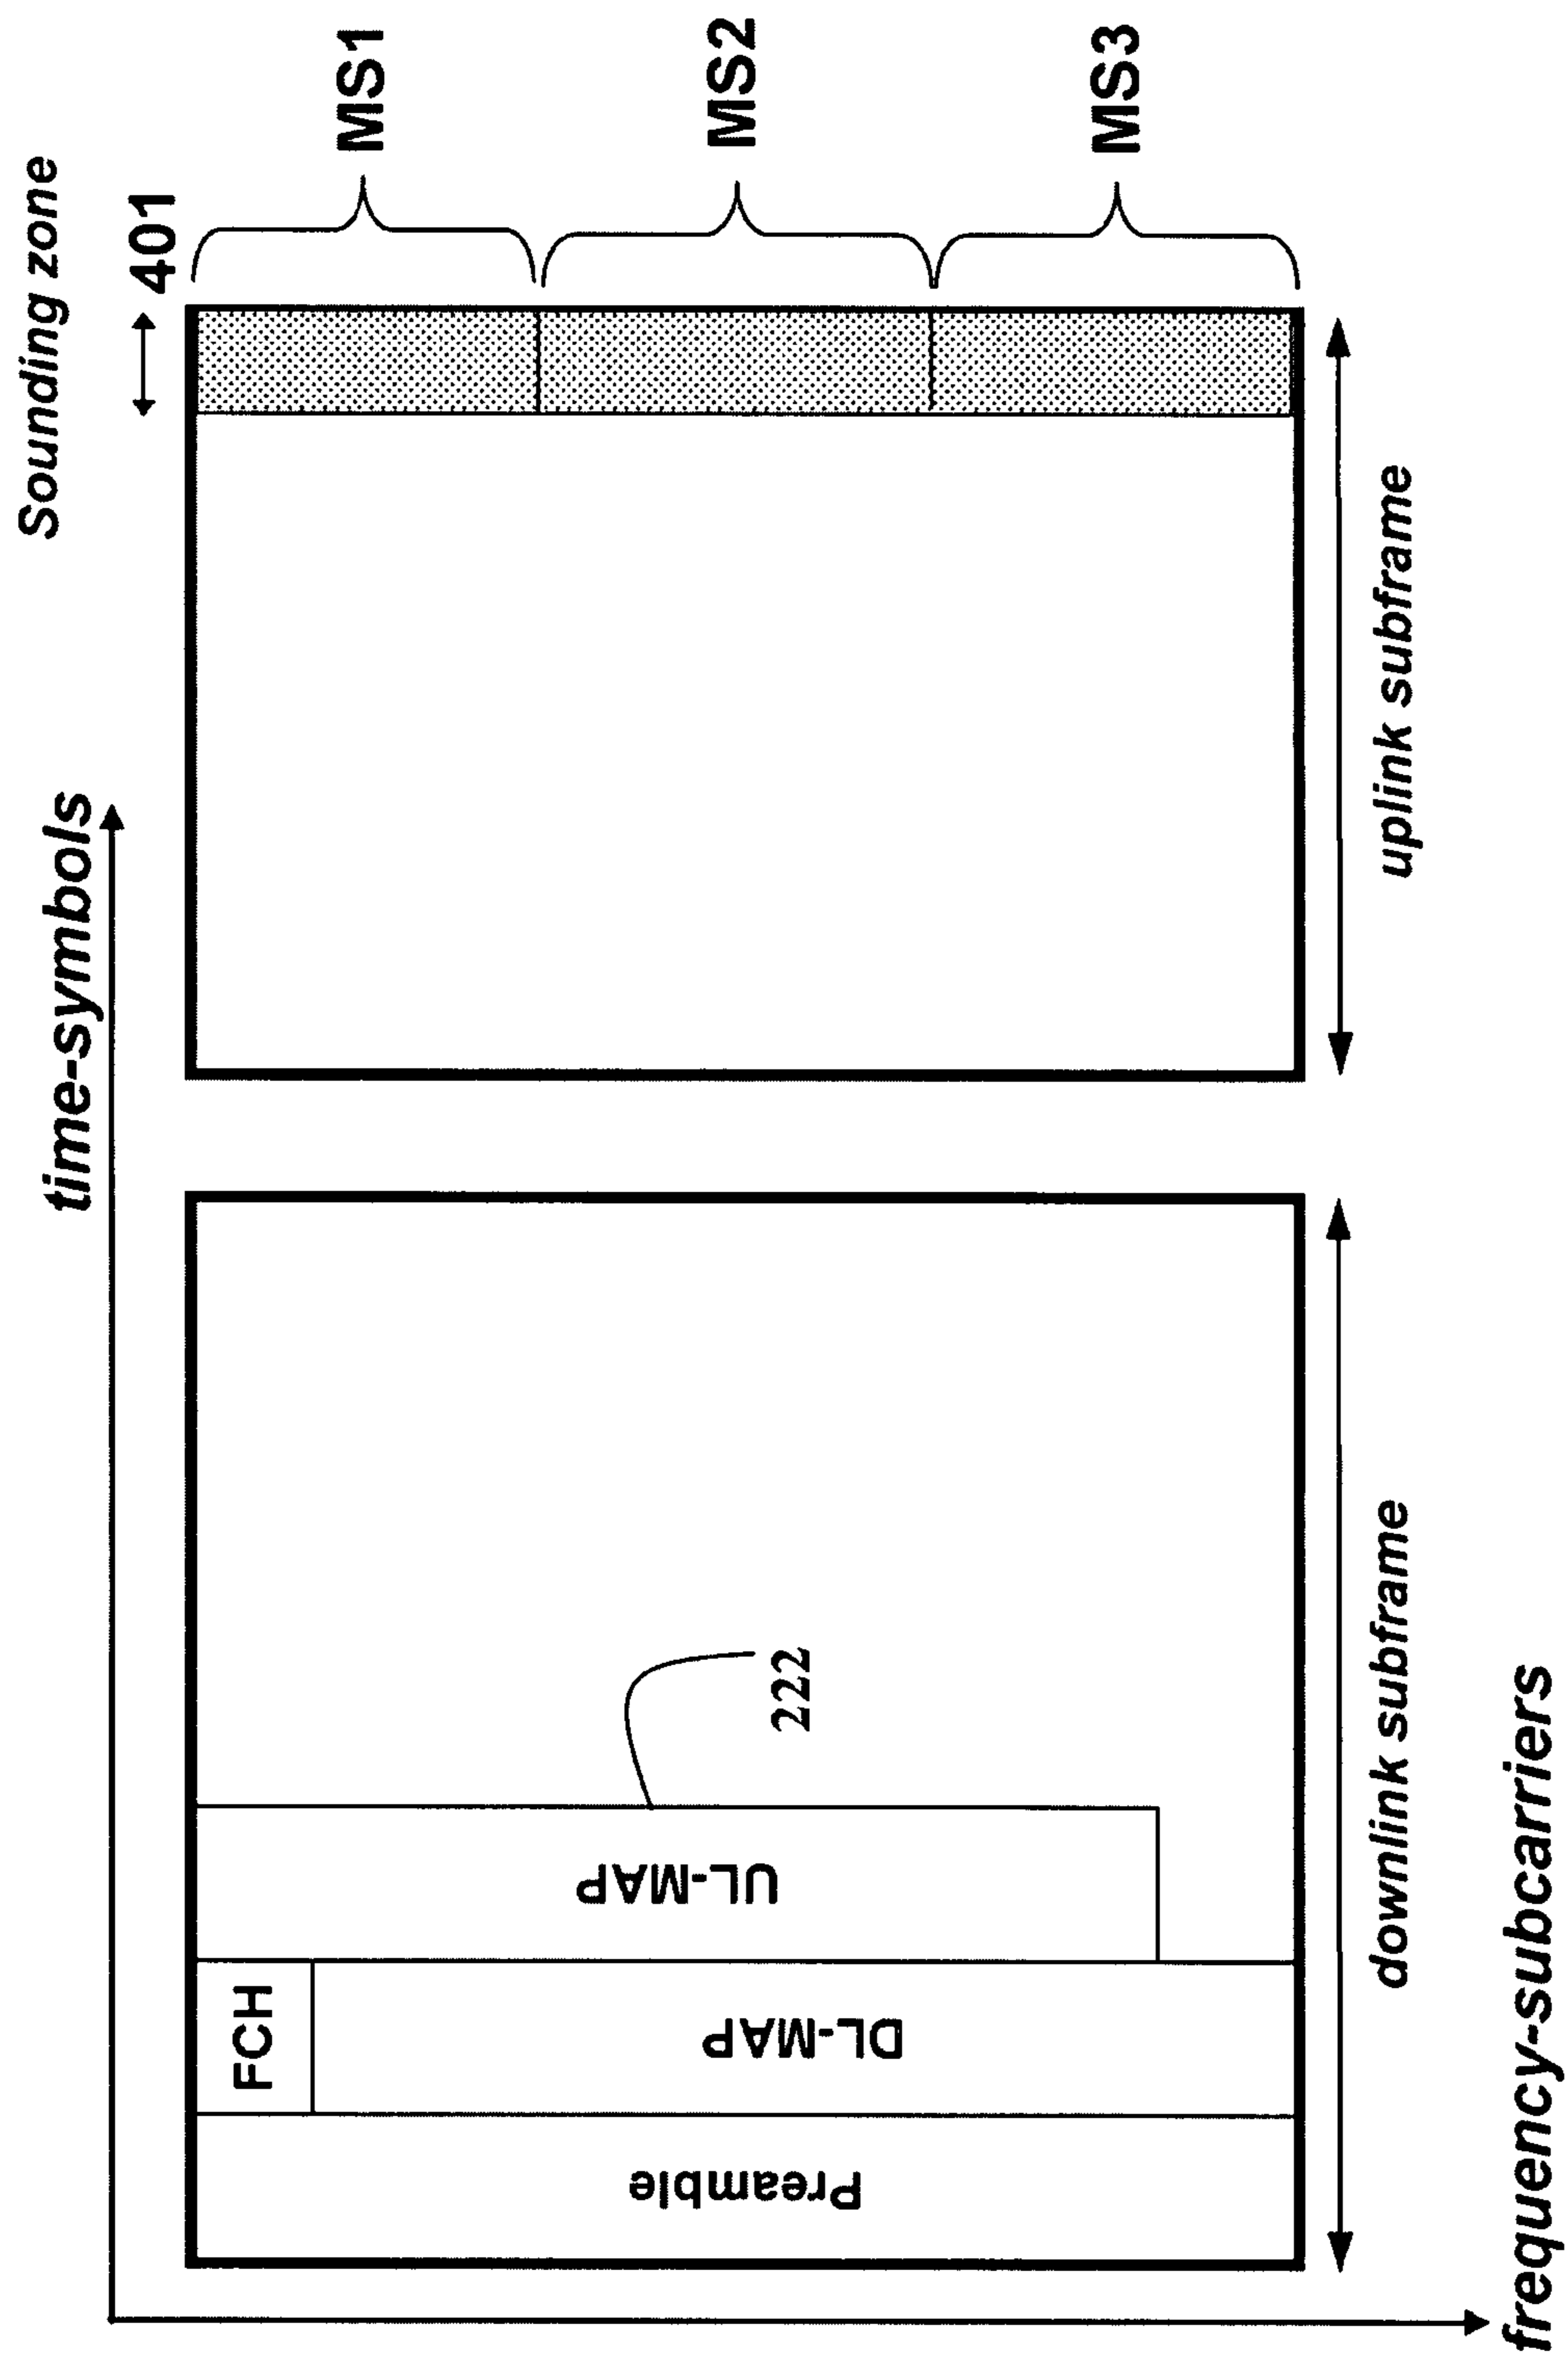 time-symbols
Sounding zone
401
MS1
MS2
MS3
FCH
Preamble
DL-MAP
UL-MAP
222
downlink subframe
uplink subframe
frequency-subcarriers